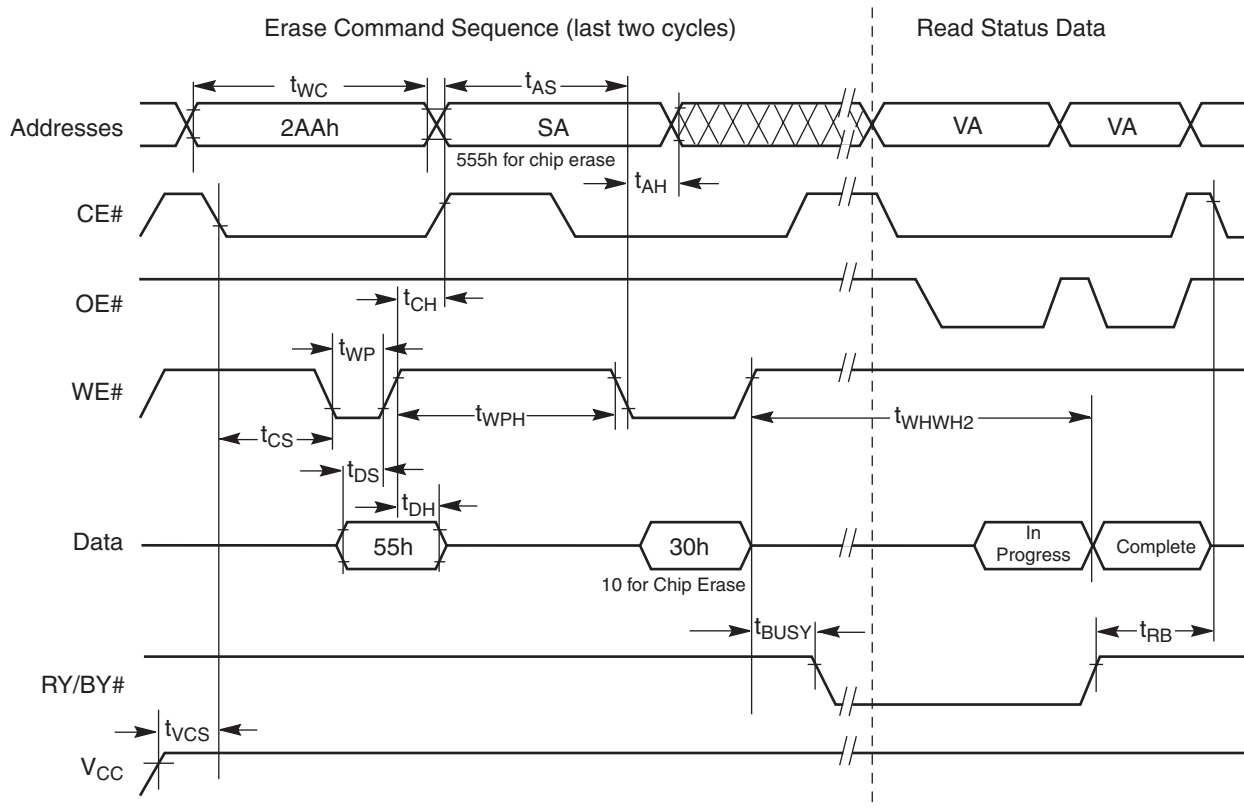 Erase Command Sequence (last two cycles)
Read Status Data
tWC
tAS
Addresses
2AAh
SA
VA
VA
555h for chip erase
tAH
CE#
OE#
tCH
tWP
WE#
tWPH
tWHWH2
tCS
tDS
tDH
Data
55h
30h
In
Progress
Complete
10 for Chip Erase
tBUSY
tRB
RY/BY#
tVCS
VCC